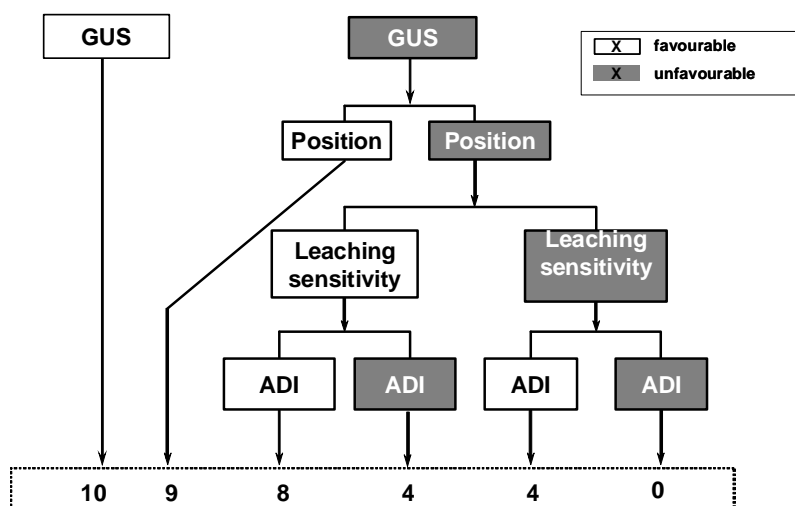 GUS
GUS
X favourable
X unfavourable
Position
Position
Leaching
sensitivity
Leaching
sensitivity
ADI
ADI
ADI
ADI
10 9 8 4 4 0